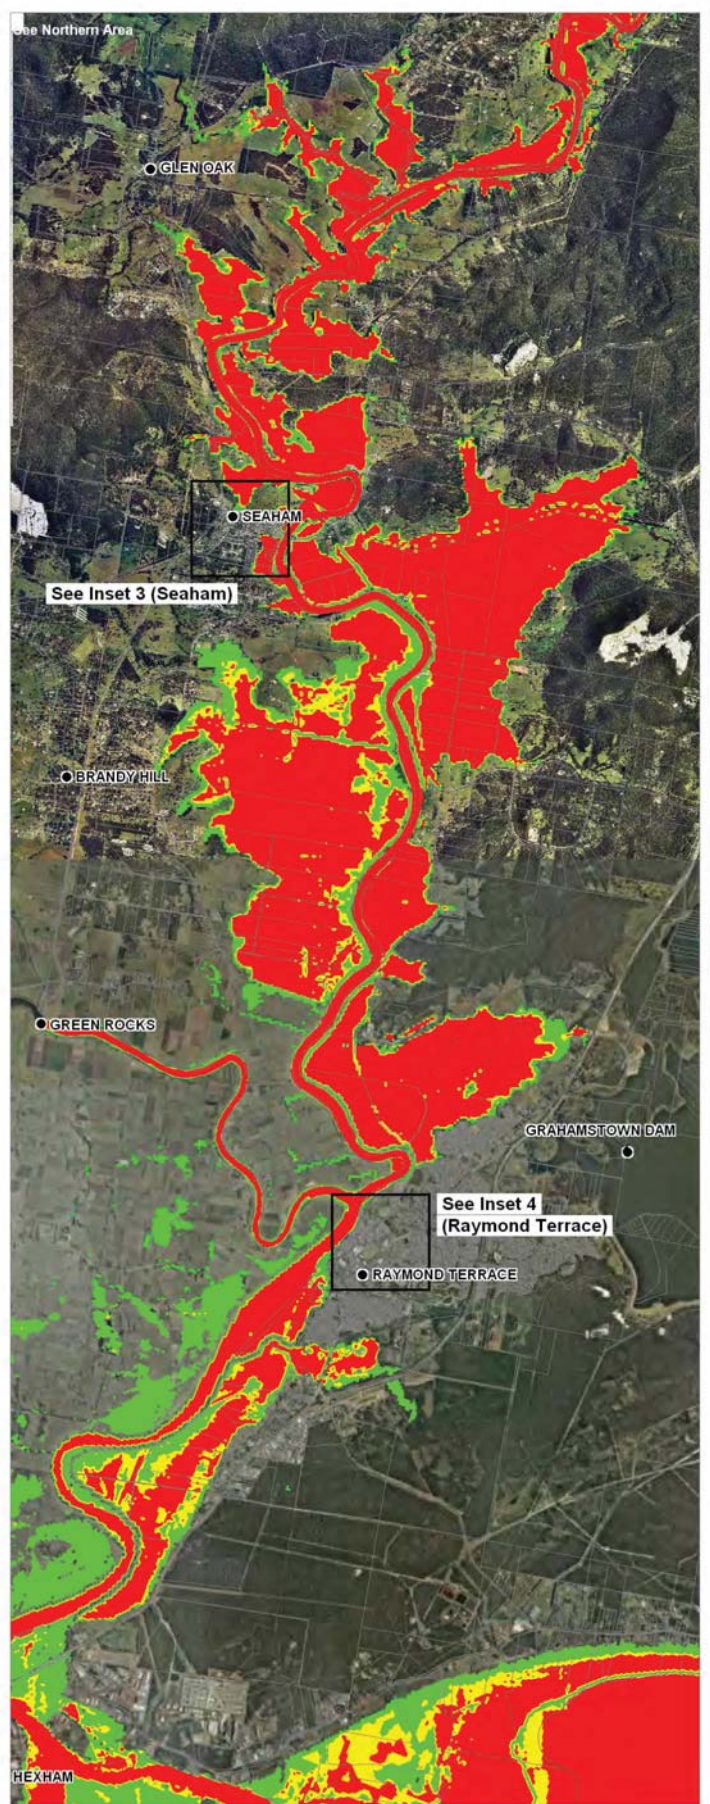 See Northern Area
GLEN OAK
SEAHAM
See Inset 3 (Seaham)
BRANDY HILL
GREEN ROCKS
GRAHAMSTOWN DAM
See Inset 4
(Raymond Terrace)
RAYMOND TERRACE
HEXHAM